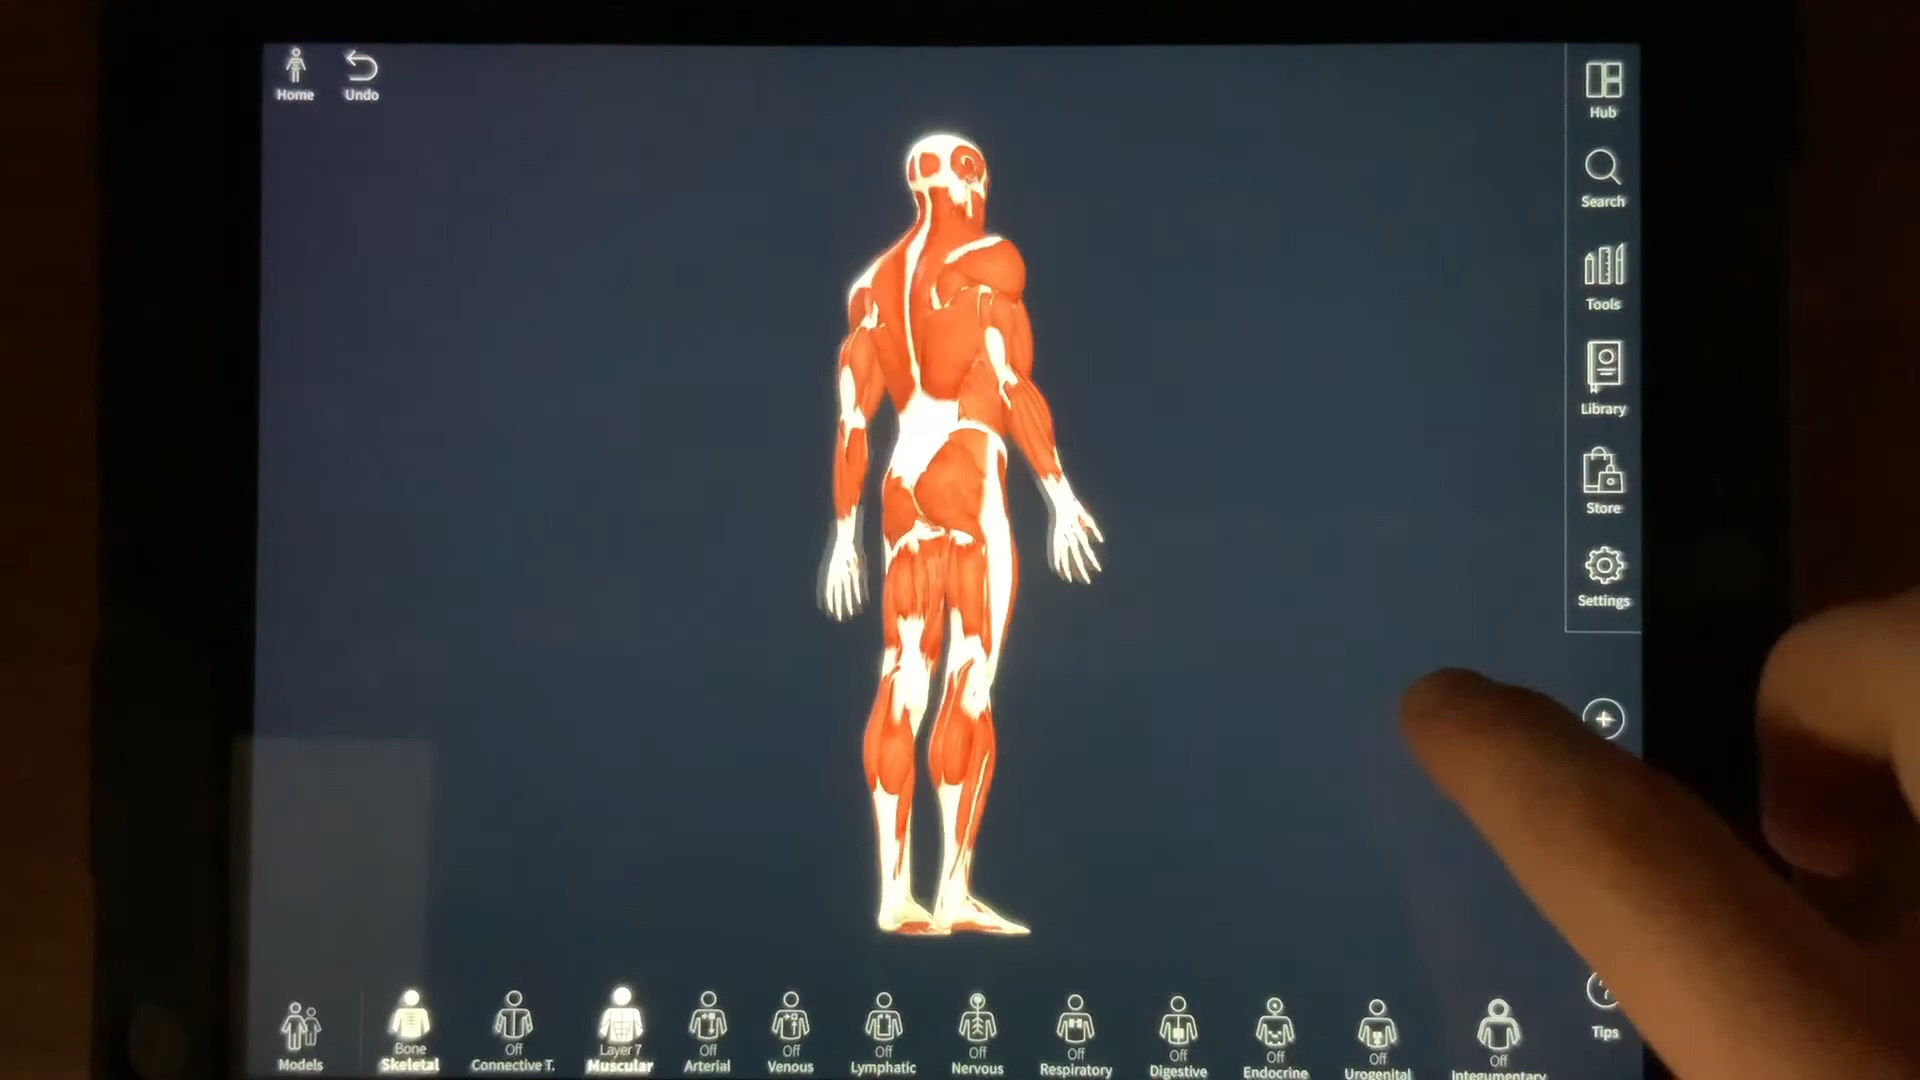 Home
Undo
Hub
Search
Tools
Library
Store
Settings
Tips
Models
Bone
Skeletal
Off
Connective T.
Layer 7
Muscular
Off
Arterial
Off
Venous
Off
Lymphatic
Off
Nervous
Off
Respiratory
Off
Digestive
Off
Endocrine
Off
Urogenital
Off
Integumentary